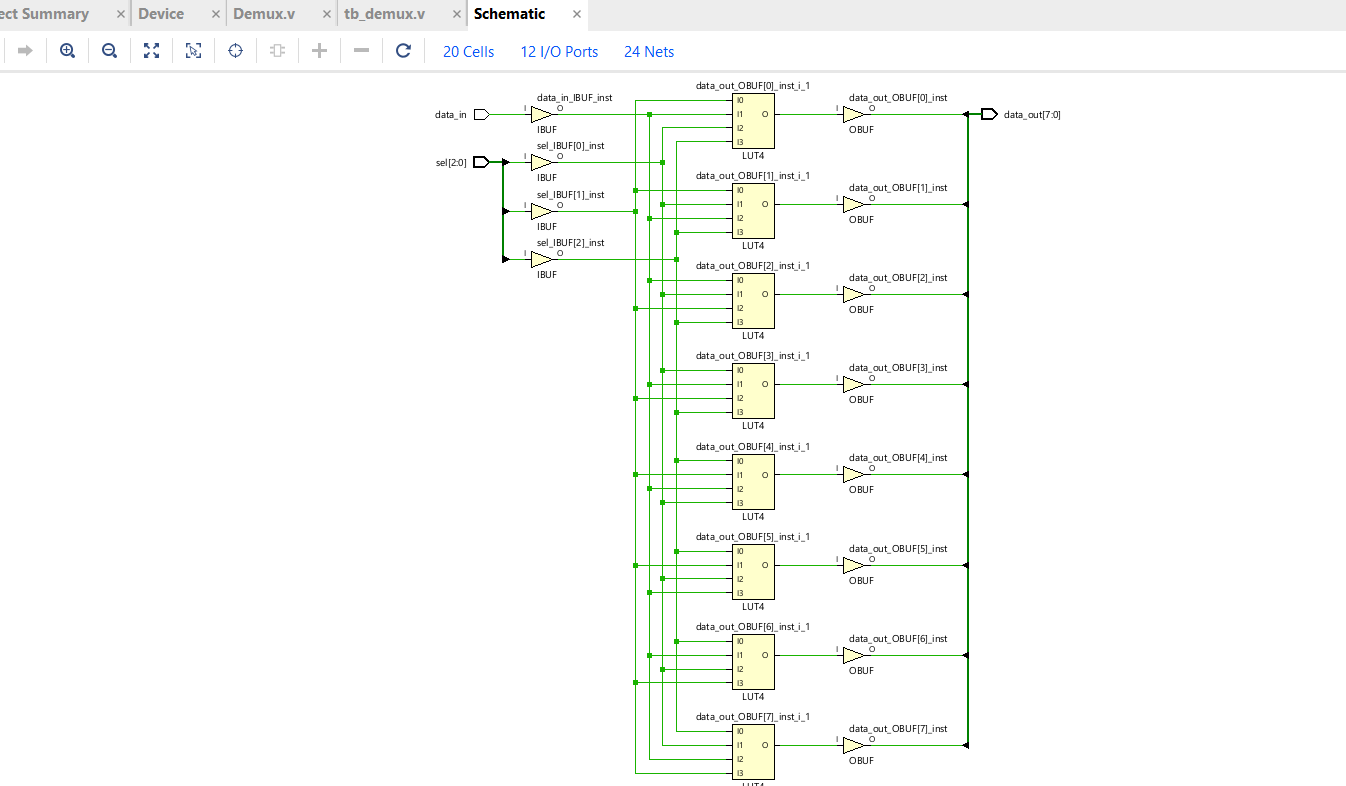 ect Summary × Device × Demux.v × tb_demux.v × Schematic ×
20 Cells 12 I/O Ports 24 Nets
data_out_OBUF[0]_inst_i_1
data_in_IBUF_inst
data_out_OBUF[0]_inst
I0
data_in
I O
I1 O
I O
data_out[7:0]
IBUF
I2
OBUF
sel_IBUF[0]_inst
I3
sel[2:0]
I O
LUT4
IBUF
data_out_OBUF[1]_inst_i_1
sel_IBUF[1]_inst
data_out_OBUF[1]_inst
I0
I O
I1 O
I O
IBUF
I2
OBUF
sel_IBUF[2]_inst
I3
I O
LUT4
IBUF
data_out_OBUF[2]_inst_i_1
data_out_OBUF[2]_inst
I0
I1 O
I O
I2
OBUF
I3
LUT4
data_out_OBUF[3]_inst_i_1
data_out_OBUF[3]_inst
I0
I1 O
I O
I2
OBUF
I3
LUT4
data_out_OBUF[4]_inst_i_1
data_out_OBUF[4]_inst
I0
I1 O
I O
I2
OBUF
I3
LUT4
data_out_OBUF[5]_inst_i_1
data_out_OBUF[5]_inst
I0
I1 O
I O
I2
OBUF
I3
LUT4
data_out_OBUF[6]_inst_i_1
data_out_OBUF[6]_inst
I0
I1 O
I O
I2
OBUF
I3
LUT4
data_out_OBUF[7]_inst_i_1
data_out_OBUF[7]_inst
I0
I1 O
I O
I2
OBUF
I3
LUT4